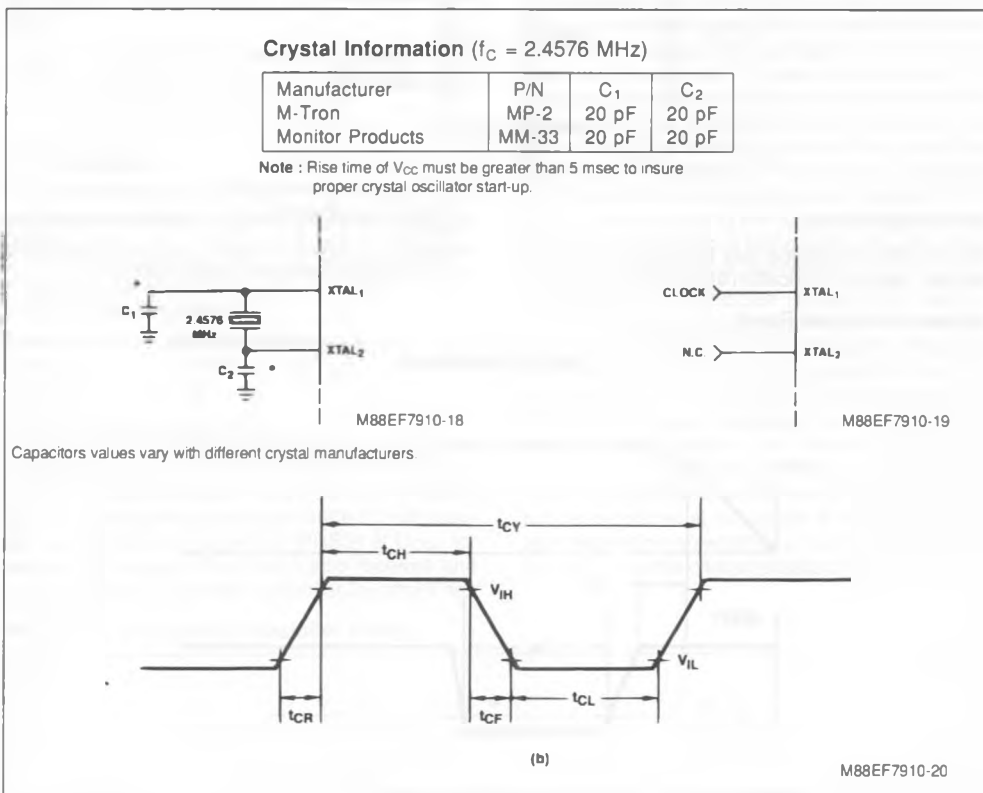 Crystal Information (fC = 2.4576 MHz)
Manufacturer P/N C1 C2
M-Tron MP-2 20 pF 20 pF
Monitor Products MM-33 20 pF 20 pF
Note : Rise time of VCC must be greater than 5 msec to insure
proper crystal oscillator start-up.
* XTAL1
C1
2.4576
MHz
XTAL2
C2 *
M88EF7910-18
CLOCK XTAL1
N.C. XTAL2
M88EF7910-19
Capacitors values vary with different crystal manufacturers.
tCY
tCH
VIH
VIL
tCR tCF tCL
(b)
M88EF7910-20